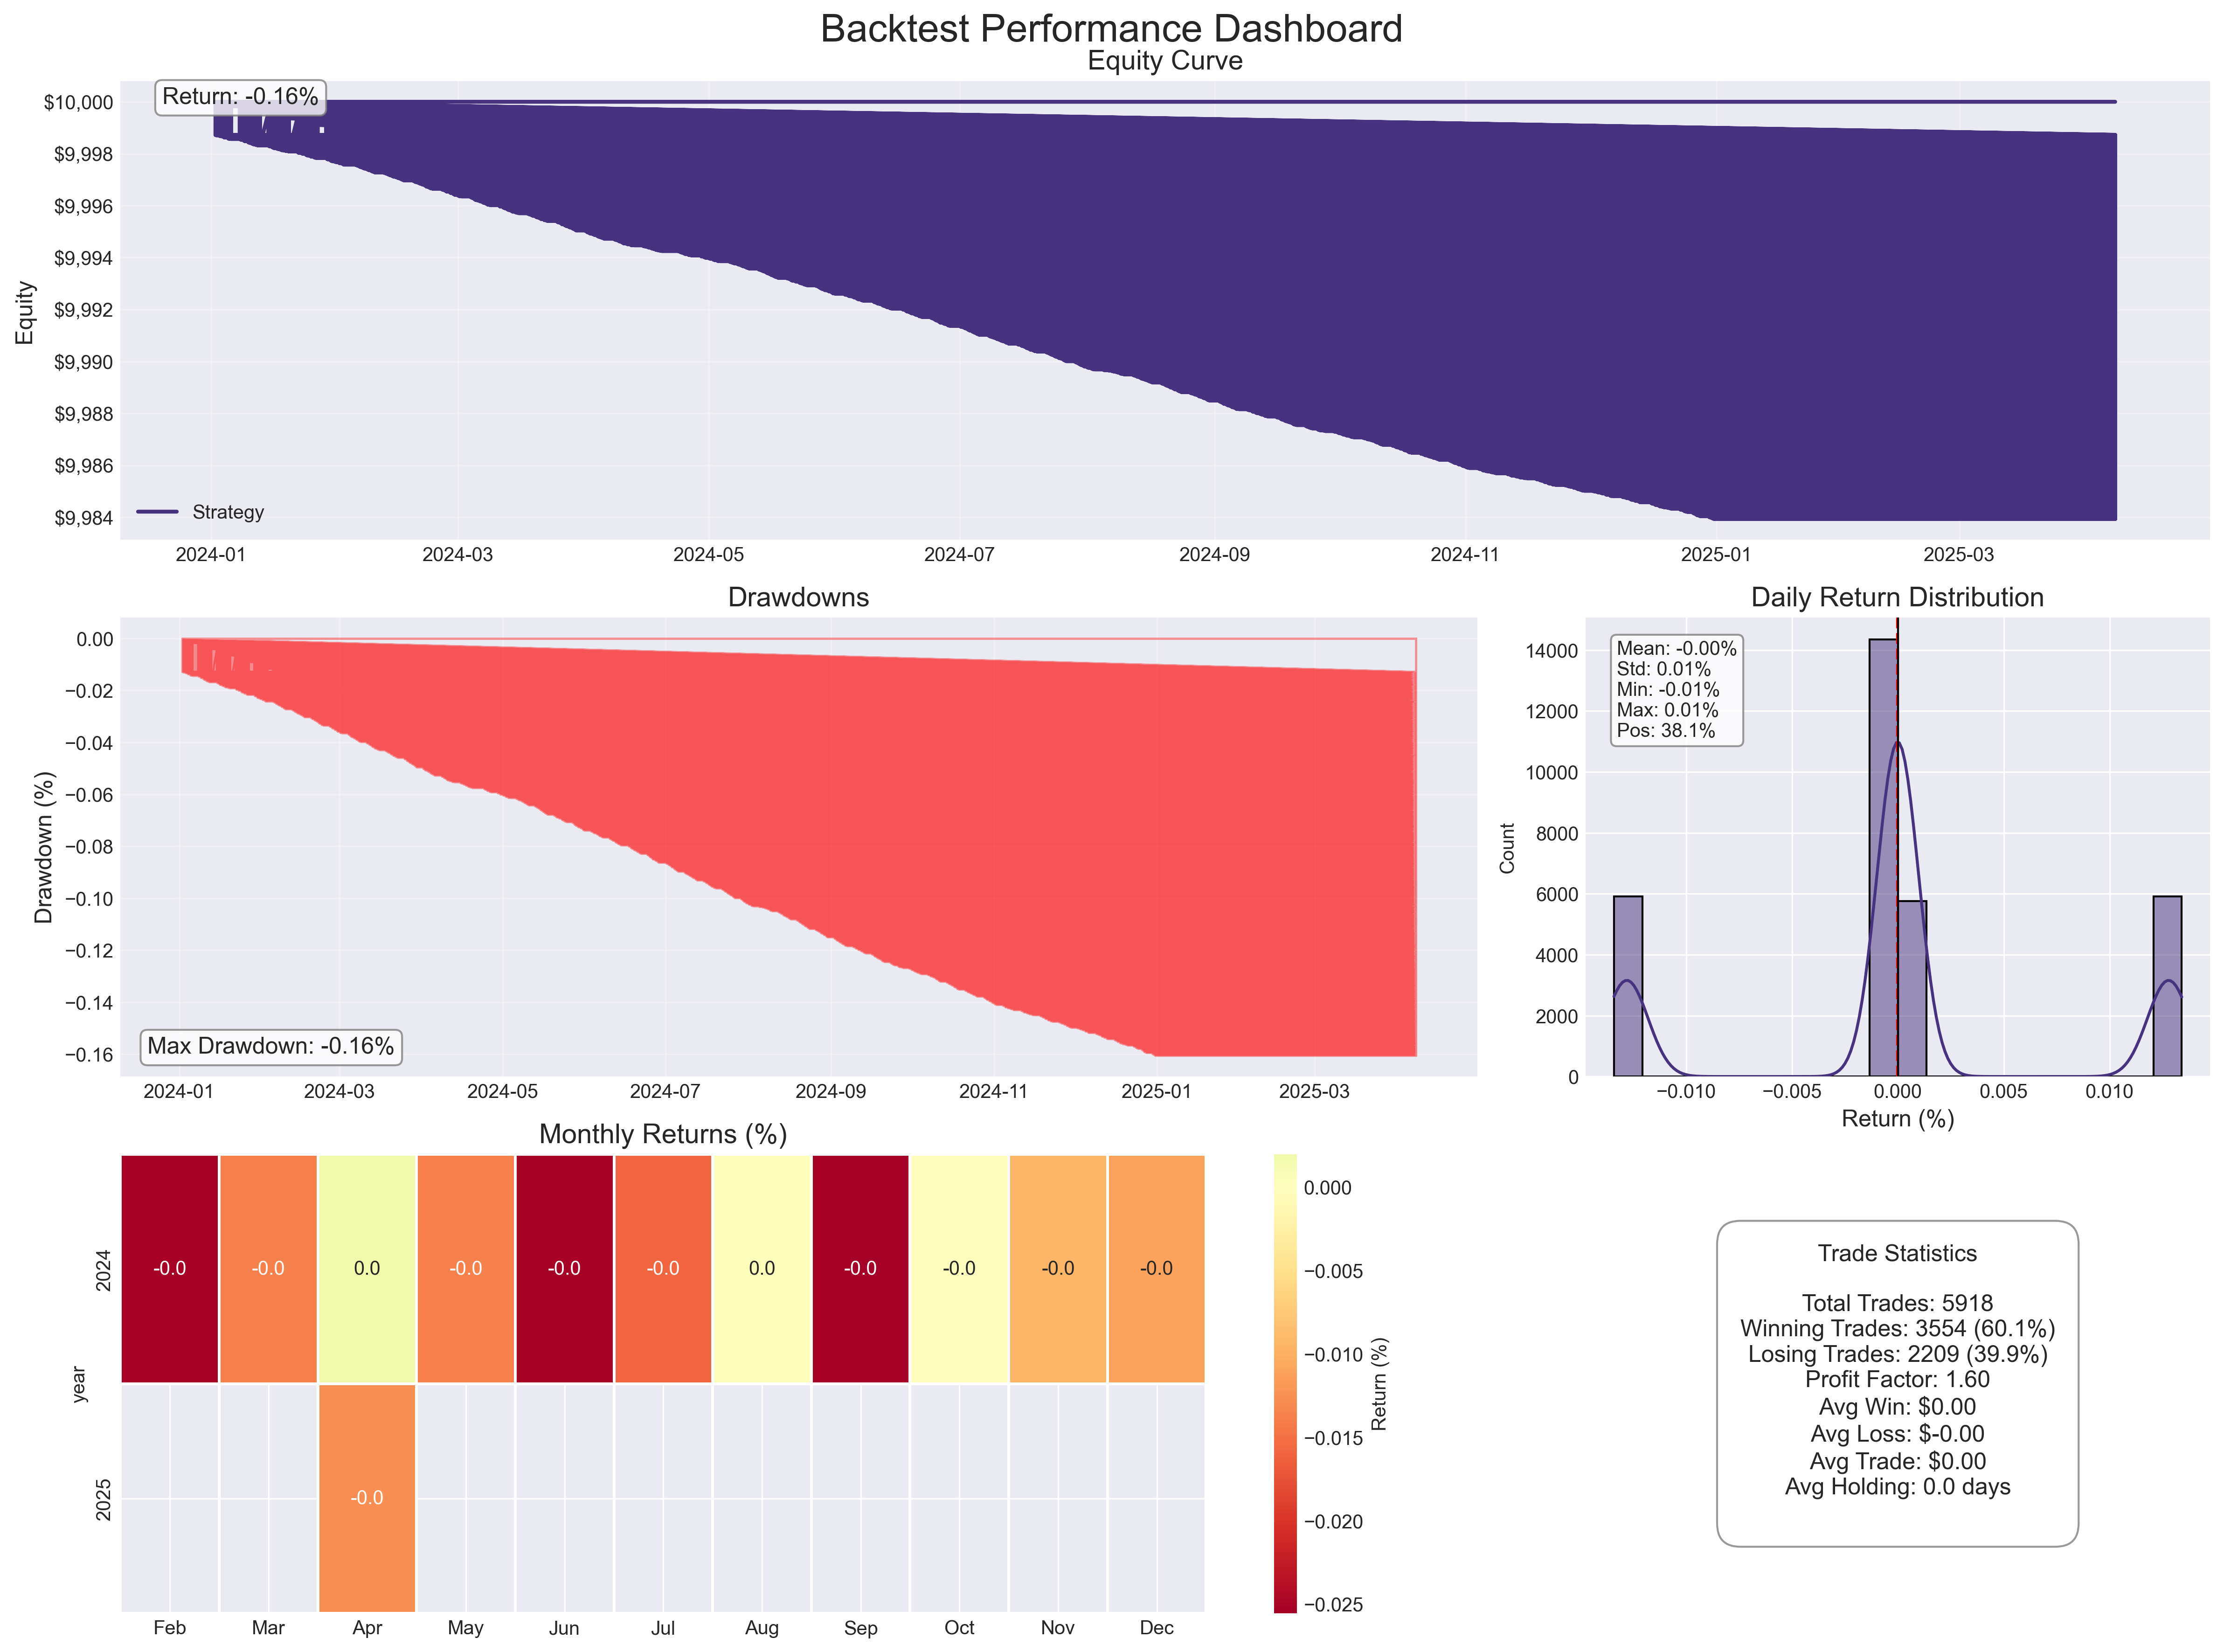 Backtest Performance Dashboard
Equity Curve
Return: -0.16%
$10,000
$9,998
$9,996
$9,994
$9,992
$9,990
$9,988
$9,986
$9,984
Equity
Strategy
2024-01 2024-03 2024-05 2024-07 2024-09 2024-11 2025-01 2025-03
Drawdowns
0.00
−0.02
−0.04
−0.06
−0.08
−0.10
−0.12
−0.14
−0.16
Drawdown (%)
Max Drawdown: -0.16%
2024-01 2024-03 2024-05 2024-07 2024-09 2024-11 2025-01 2025-03
Daily Return Distribution
Mean: -0.00%
Std: 0.01%
Min: -0.01%
Max: 0.01%
Pos: 38.1%
14000
12000
10000
8000
6000
4000
2000
0
Count
−0.010 −0.005 0.000 0.005 0.010
Return (%)
Monthly Returns (%)
2024
-0.0 -0.0 0.0 -0.0 -0.0 -0.0 0.0 -0.0 -0.0 -0.0 -0.0
year
2025
-0.0
Feb Mar Apr May Jun Jul Aug Sep Oct Nov Dec
0.000
−0.005
−0.010
−0.015
−0.020
−0.025
Return (%)
Trade Statistics
Total Trades: 5918
Winning Trades: 3554 (60.1%)
Losing Trades: 2209 (39.9%)
Profit Factor: 1.60
Avg Win: $0.00
Avg Loss: $-0.00
Avg Trade: $0.00
Avg Holding: 0.0 days